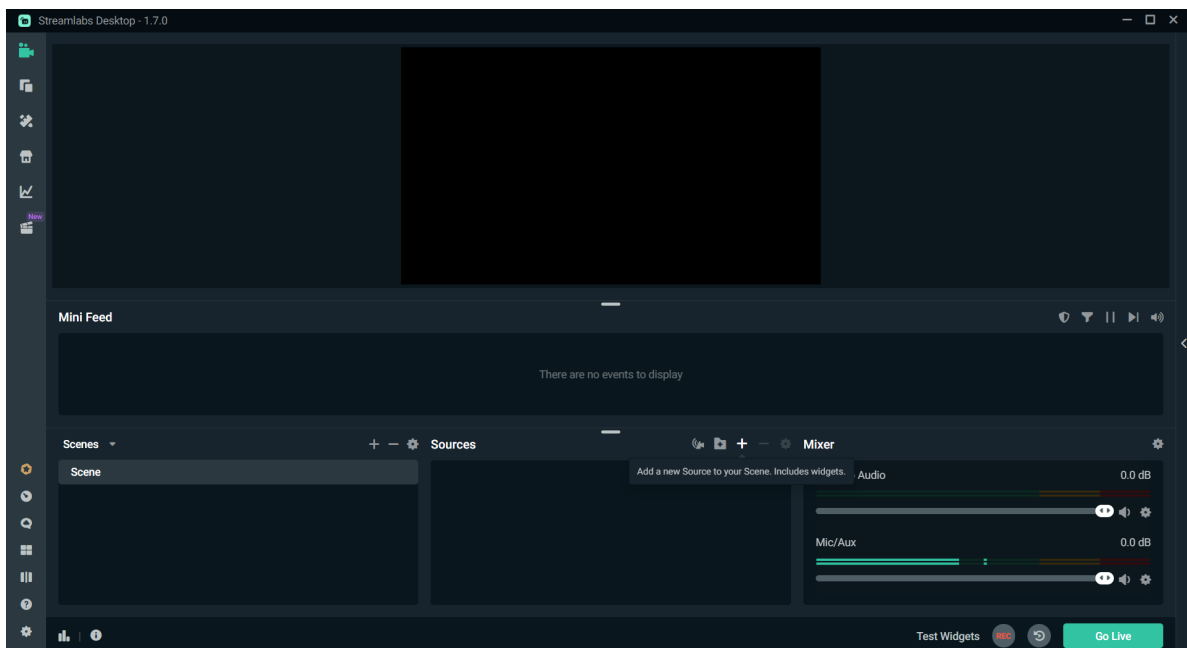 Streamlabs Desktop - 1.7.0
New
Mini Feed
There are no events to display
Scenes
Sources
Mixer
Scene
Add a new Source to your Scene. Includes widgets.
Audio
0.0 dB
Mic/Aux
0.0 dB
Test Widgets
REC
Go Live